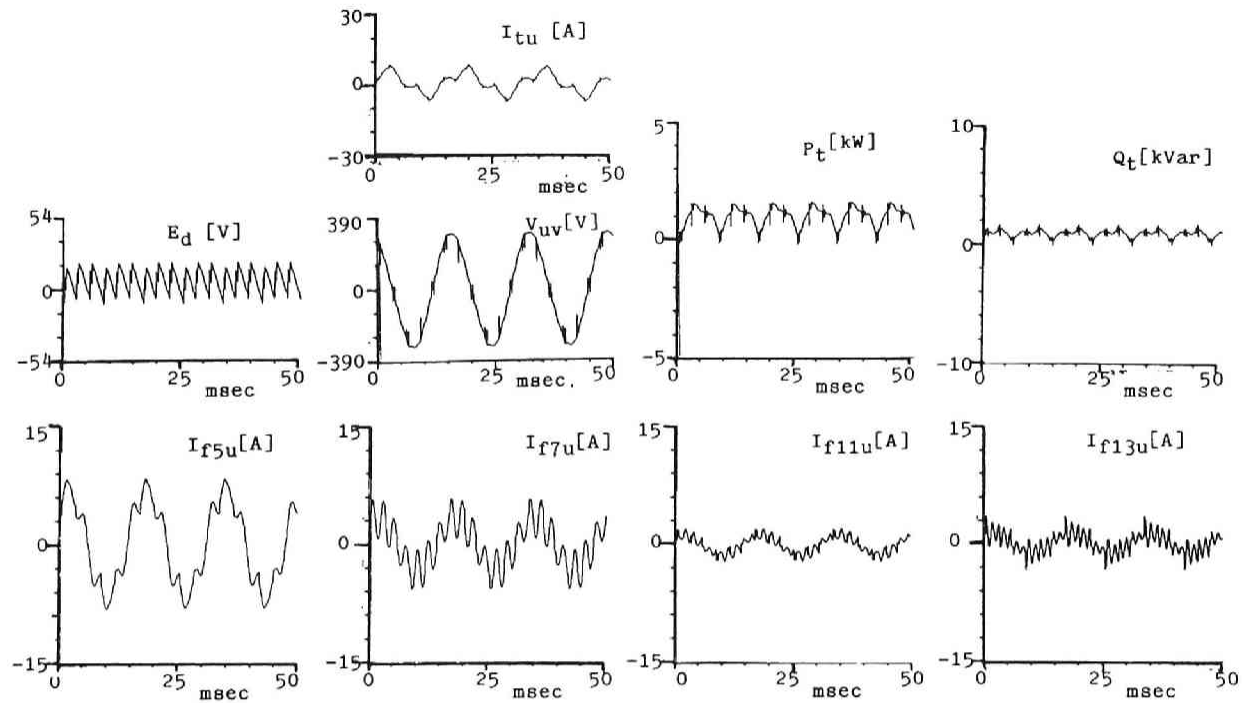 30
I_tu [A]
0
-30
0 25 50
msec
5
P_t[kW]
0
-5
0 25 50
msec
10
Q_t[kVar]
0
-10
0 25 50
msec
54
E_d [V]
0
-54
0 25 50
msec
390
V_uv[V]
0
-390
0 25 50
msec.
15
I_f5u[A]
0
-15
0 25 50
msec
15
I_f7u[A]
0
-15
0 25 50
msec
15
I_f11u[A]
0
-15
0 25 50
msec
15
I_f13u[A]
0
-15
0 25 50
msec